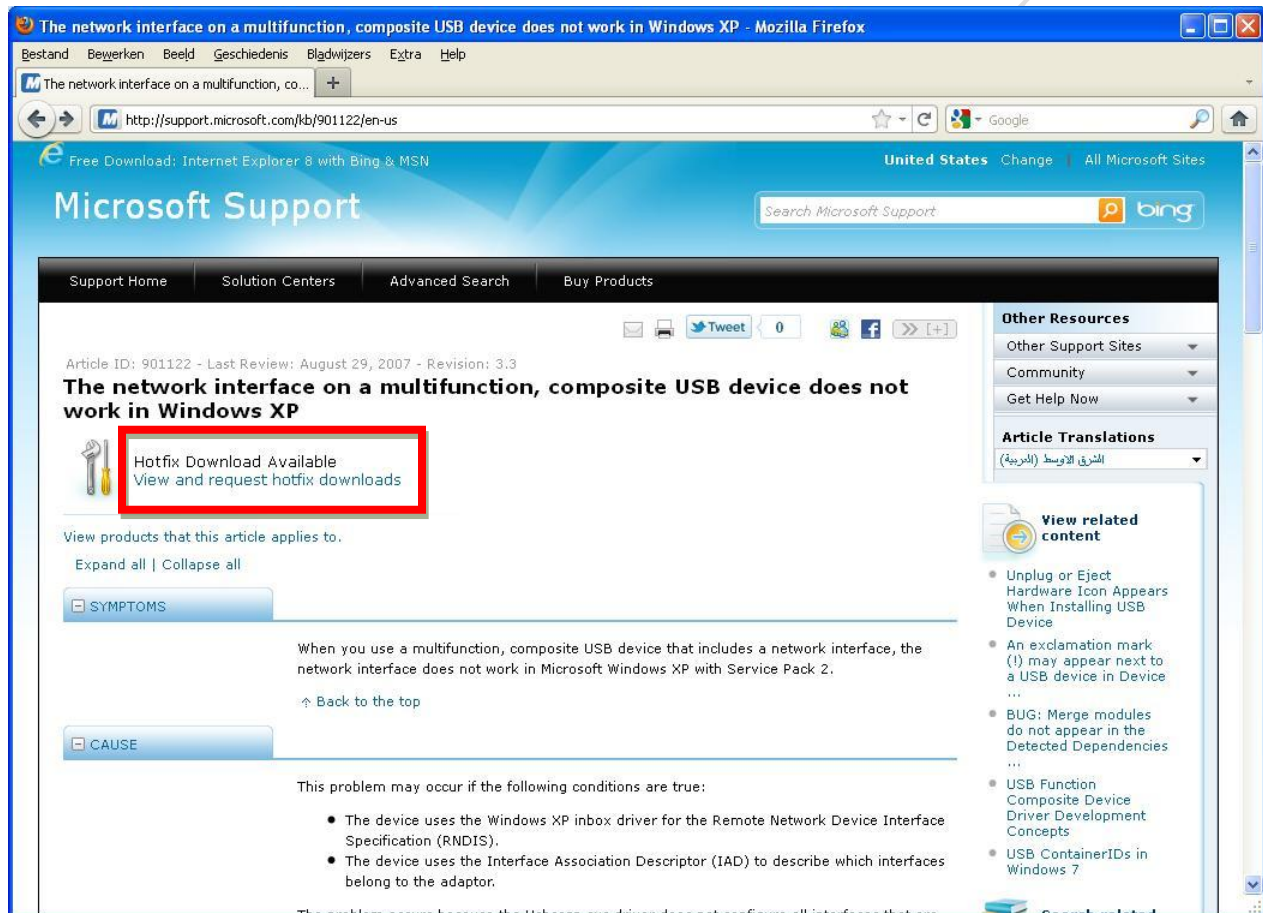 The network interface on a multifunction, composite USB device does not work in Windows XP - Mozilla Firefox
Bestand Bewerken Beeld Geschiedenis Bladwijzers Extra Help
The network interface on a multifunction, co...
http://support.microsoft.com/kb/901122/en-us
Google
Free Download: Internet Explorer 8 with Bing & MSN
United States Change | All Microsoft Sites
Microsoft Support
Search Microsoft Support
bing
Support Home
Solution Centers
Advanced Search
Buy Products
Tweet
0
[+]
Article ID: 901122 - Last Review: August 29, 2007 - Revision: 3.3
The network interface on a multifunction, composite USB device does not
work in Windows XP
Hotfix Download Available
View and request hotfix downloads
View products that this article applies to.
Expand all | Collapse all
SYMPTOMS
When you use a multifunction, composite USB device that includes a network interface, the
network interface does not work in Microsoft Windows XP with Service Pack 2.
Back to the top
CAUSE
This problem may occur if the following conditions are true:
The device uses the Windows XP inbox driver for the Remote Network Device Interface
Specification (RNDIS).
The device uses the Interface Association Descriptor (IAD) to describe which interfaces
belong to the adaptor.
Other Resources
Other Support Sites
Community
Get Help Now
Article Translations
الشرق الاوسط (العربية)
View related
content
Unplug or Eject
Hardware Icon Appears
When Installing USB
Device
An exclamation mark
(!) may appear next to
a USB device in Device
...
BUG: Merge modules
do not appear in the
Detected Dependencies
...
USB Function
Composite Device
Driver Development
Concepts
USB ContainerIDs in
Windows 7